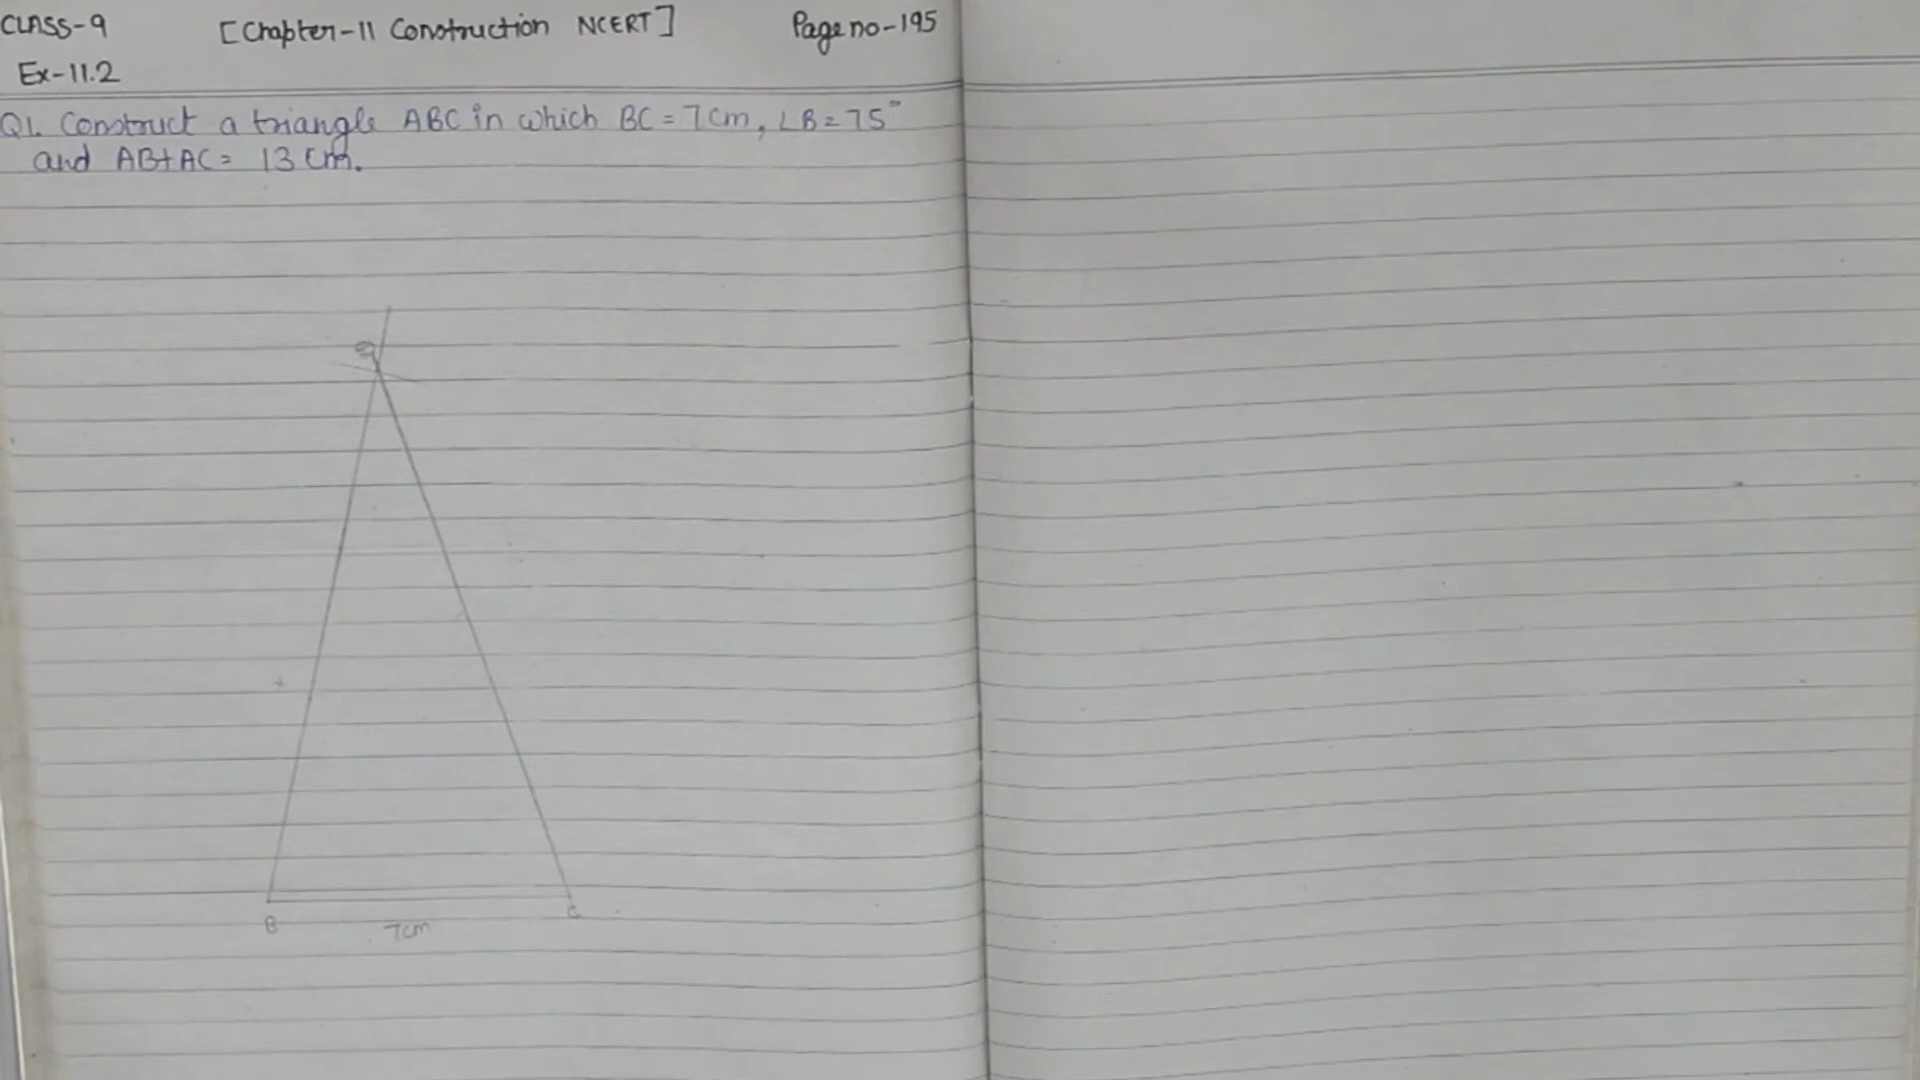 CLASS-9 [Chapter-11 Construction NCERT] Page no-195
Ex-11.2
Q1. Construct a triangle ABC in which BC = 7cm, ∠B = 75°
and AB+AC = 13 cm.
B
7cm
C